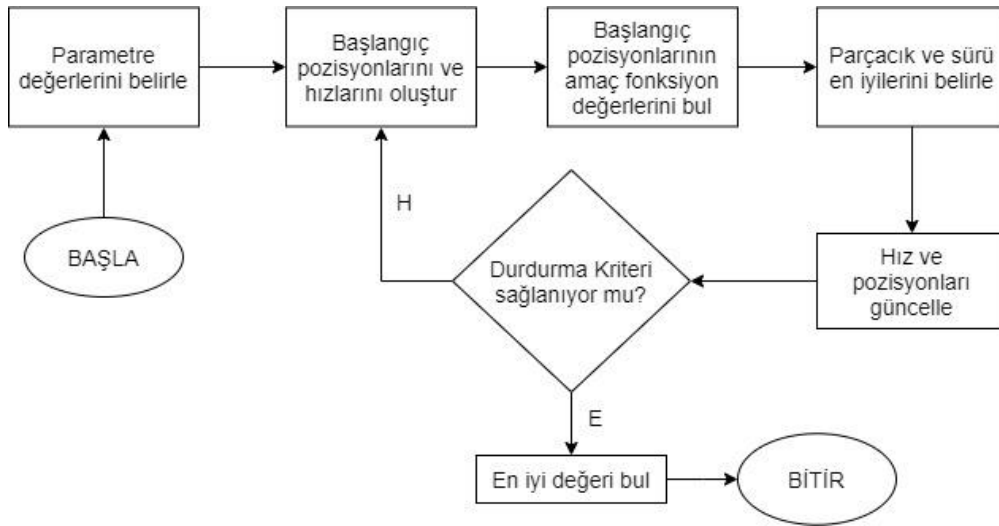 Parametre
değerlerini belirle
Başlangıç
pozisyonlarını ve
hızlarını oluştur
Başlangıç
pozisyonlarının
amaç fonksiyon
değerlerini bul
Parçacık ve sürü
en iyilerini belirle
H
BAŞLA
Durdurma Kriteri
sağlanıyor mu?
Hız ve
pozisyonları
güncelle
E
En iyi değeri bul
BİTİR